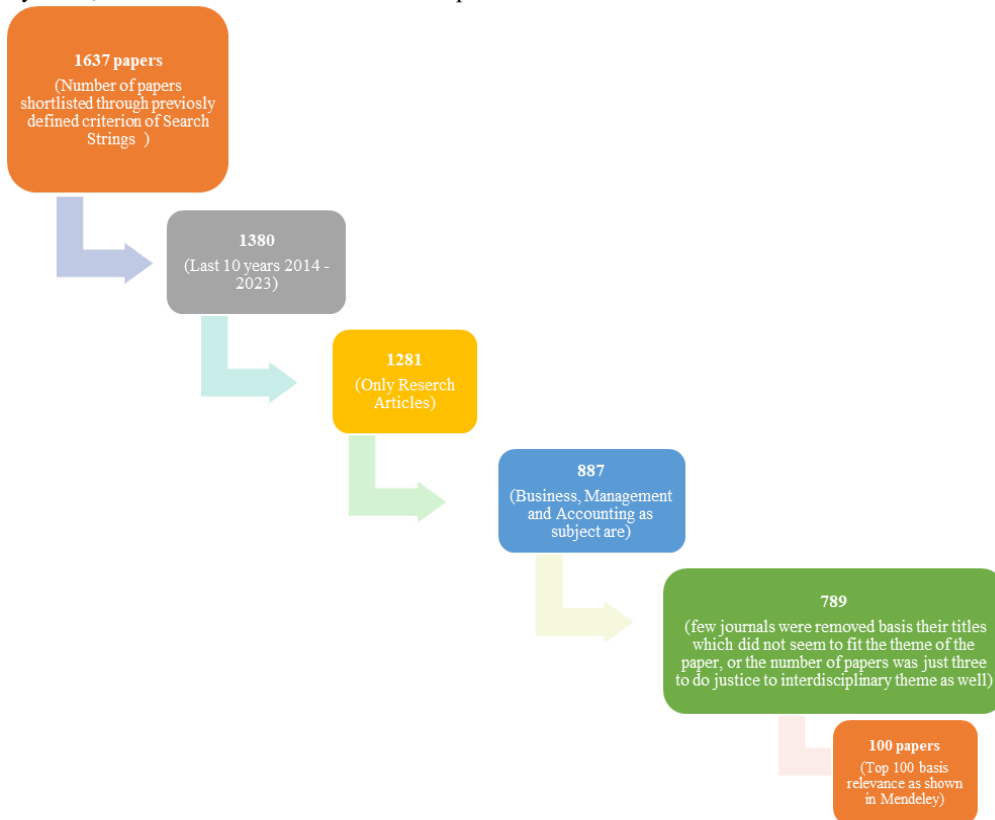 1637 papers
(Number of papers
shortlisted through previosly
defined criterion of Search
Strings )
1380
(Last 10 years 2014 -
2023)
1281
(Only Reserch
Articles)
887
(Business, Management
and Accounting as
subject are)
789
(few journals were removed basis their titles
which did not seem to fit the theme of the
paper, or the number of papers was just three
to do justice to interdisciplinary theme as well)
100 papers
(Top 100 basis
relevance as shown
in Mendeley)